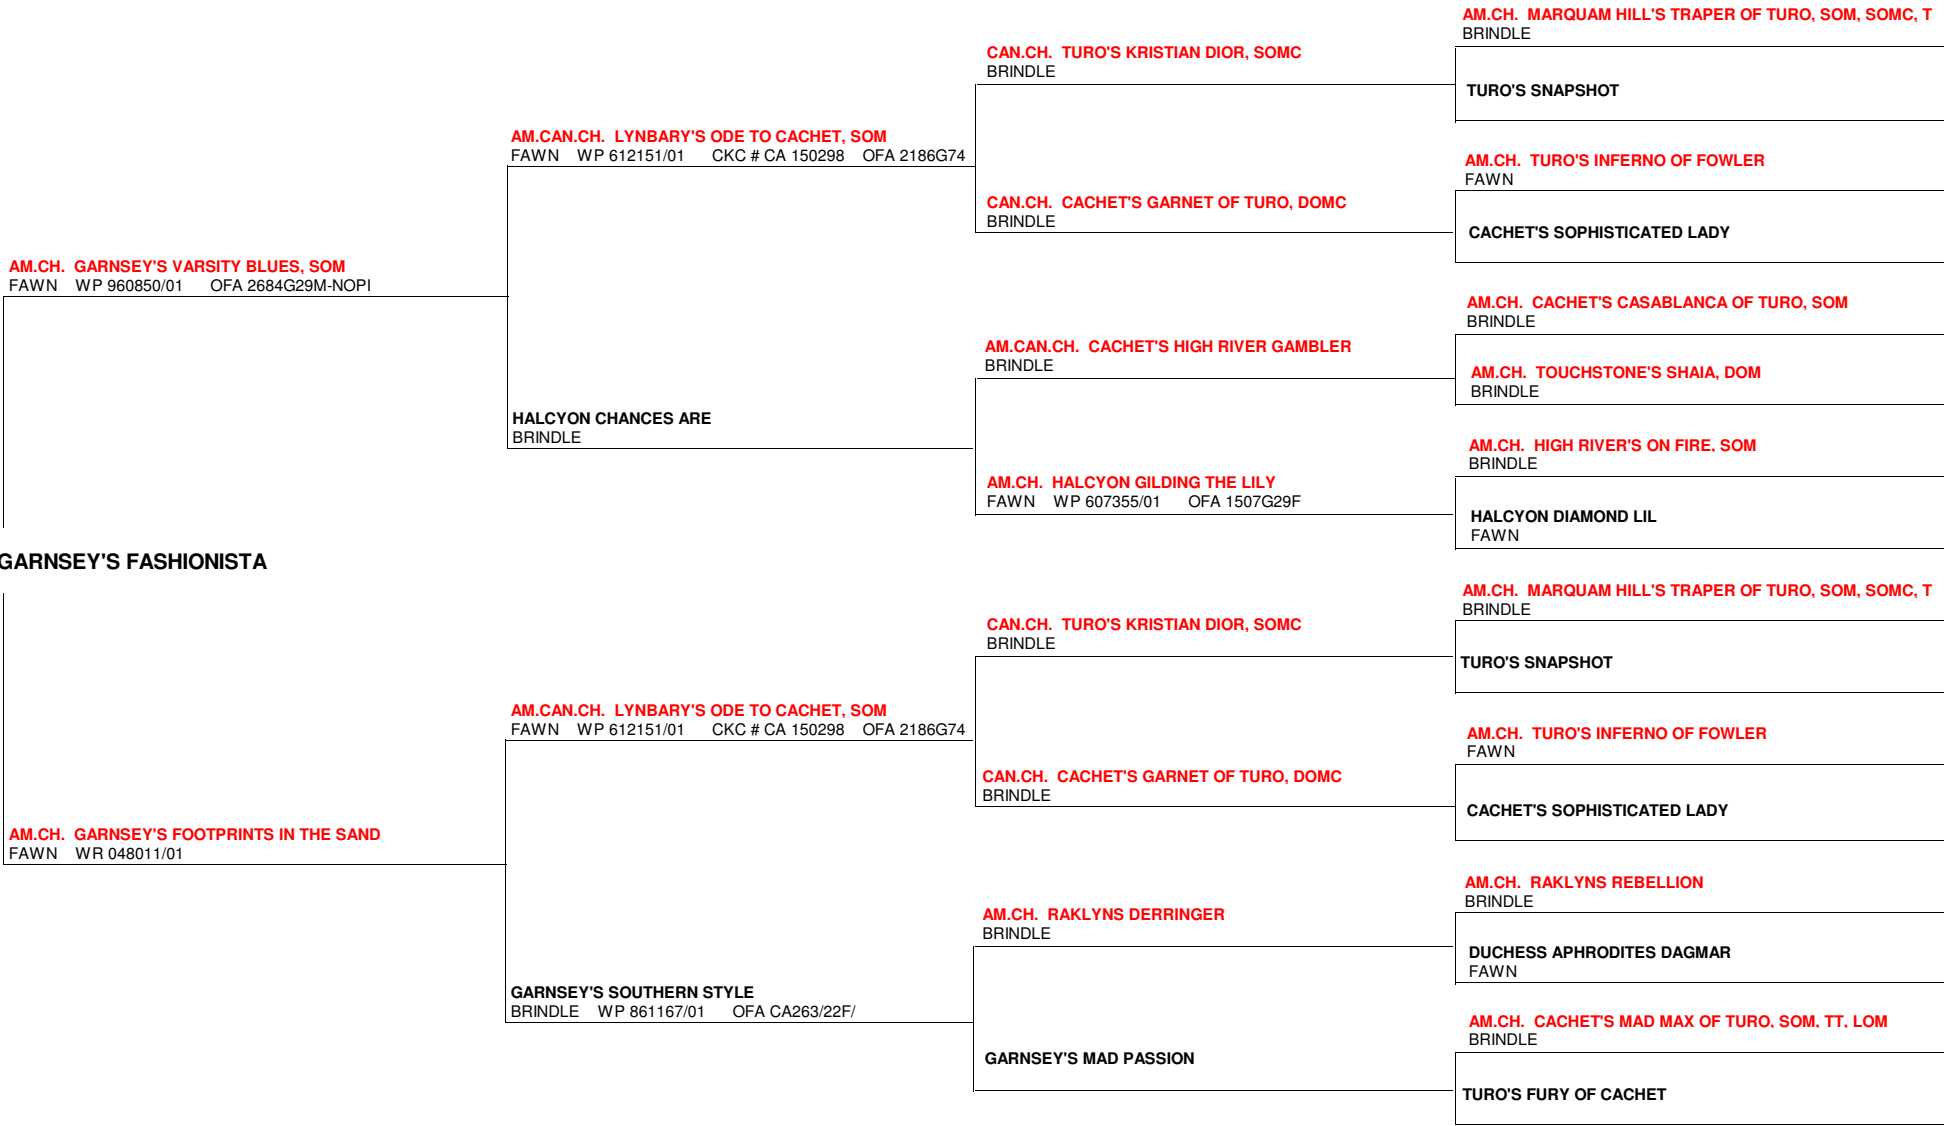 AM.CH. GARNSEY'S VARSITY BLUES, SOM
FAWN WP 960850/01 OFA 2684G29M-NOPI
GARNSEY'S FASHIONISTA
AM.CH. GARNSEY'S FOOTPRINTS IN THE SAND
FAWN WR 048011/01
AM.CAN.CH. LYNBARY'S ODE TO CACHET, SOM
FAWN WP 612151/01 CKC # CA 150298 OFA 2186G74
HALCYON CHANCES ARE
BRINDLE
AM.CAN.CH. LYNBARY'S ODE TO CACHET, SOM
FAWN WP 612151/01 CKC # CA 150298 OFA 2186G74
GARNSEY'S SOUTHERN STYLE
BRINDLE WP 861167/01 OFA CA263/22F/
CAN.CH. TURO'S KRISTIAN DIOR, SOMC
BRINDLE
CAN.CH. CACHET'S GARNET OF TURO, DOMC
BRINDLE
AM.CAN.CH. CACHET'S HIGH RIVER GAMBLER
BRINDLE
AM.CH. HALCYON GILDING THE LILY
FAWN WP 607355/01 OFA 1507G29F
CAN.CH. TURO'S KRISTIAN DIOR, SOMC
BRINDLE
CAN.CH. CACHET'S GARNET OF TURO, DOMC
BRINDLE
AM.CH. RAKLYNS DERRINGER
BRINDLE
GARNSEY'S MAD PASSION
AM.CH. MARQUAM HILL'S TRAPER OF TURO, SOM, SOMC, T
BRINDLE
TURO'S SNAPSHOT
AM.CH. TURO'S INFERNO OF FOWLER
FAWN
CACHET'S SOPHISTICATED LADY
AM.CH. CACHET'S CASABLANCA OF TURO, SOM
BRINDLE
AM.CH. TOUCHSTONE'S SHAIA, DOM
BRINDLE
AM.CH. HIGH RIVER'S ON FIRE, SOM
BRINDLE
HALCYON DIAMOND LIL
FAWN
AM.CH. MARQUAM HILL'S TRAPER OF TURO, SOM, SOMC, T
BRINDLE
TURO'S SNAPSHOT
AM.CH. TURO'S INFERNO OF FOWLER
FAWN
CACHET'S SOPHISTICATED LADY
AM.CH. RAKLYNS REBELLION
BRINDLE
DUCHESS APHRODITES DAGMAR
FAWN
AM.CH. CACHET'S MAD MAX OF TURO, SOM, TT, LOM
BRINDLE
TURO'S FURY OF CACHET